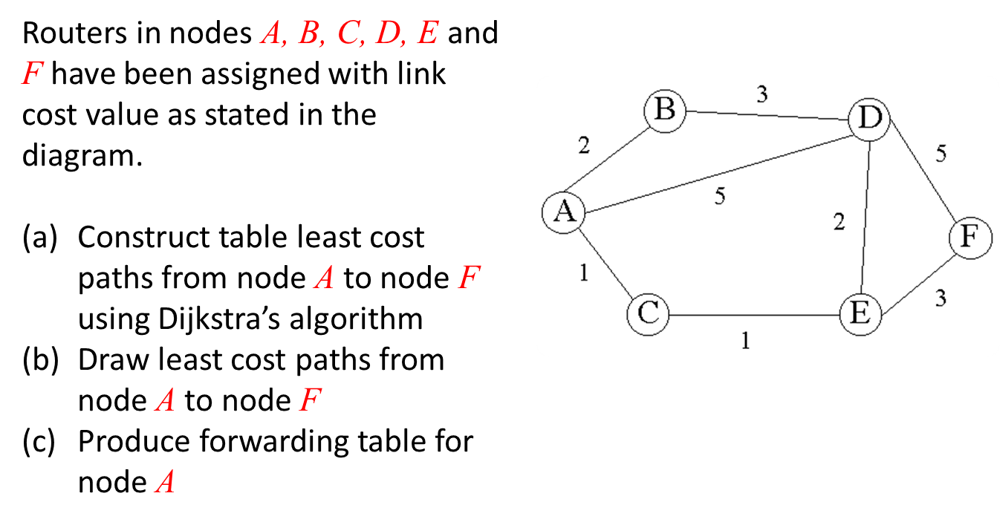 Routers in nodes A, B, C, D, E and
F have been assigned with link
cost value as stated in the
diagram.
(a) Construct table least cost
paths from node A to node F
using Dijkstra’s algorithm
(b) Draw least cost paths from
node A to node F
(c) Produce forwarding table for
node A
3
B
D
2
5
5
A
2
F
1
3
C
E
1